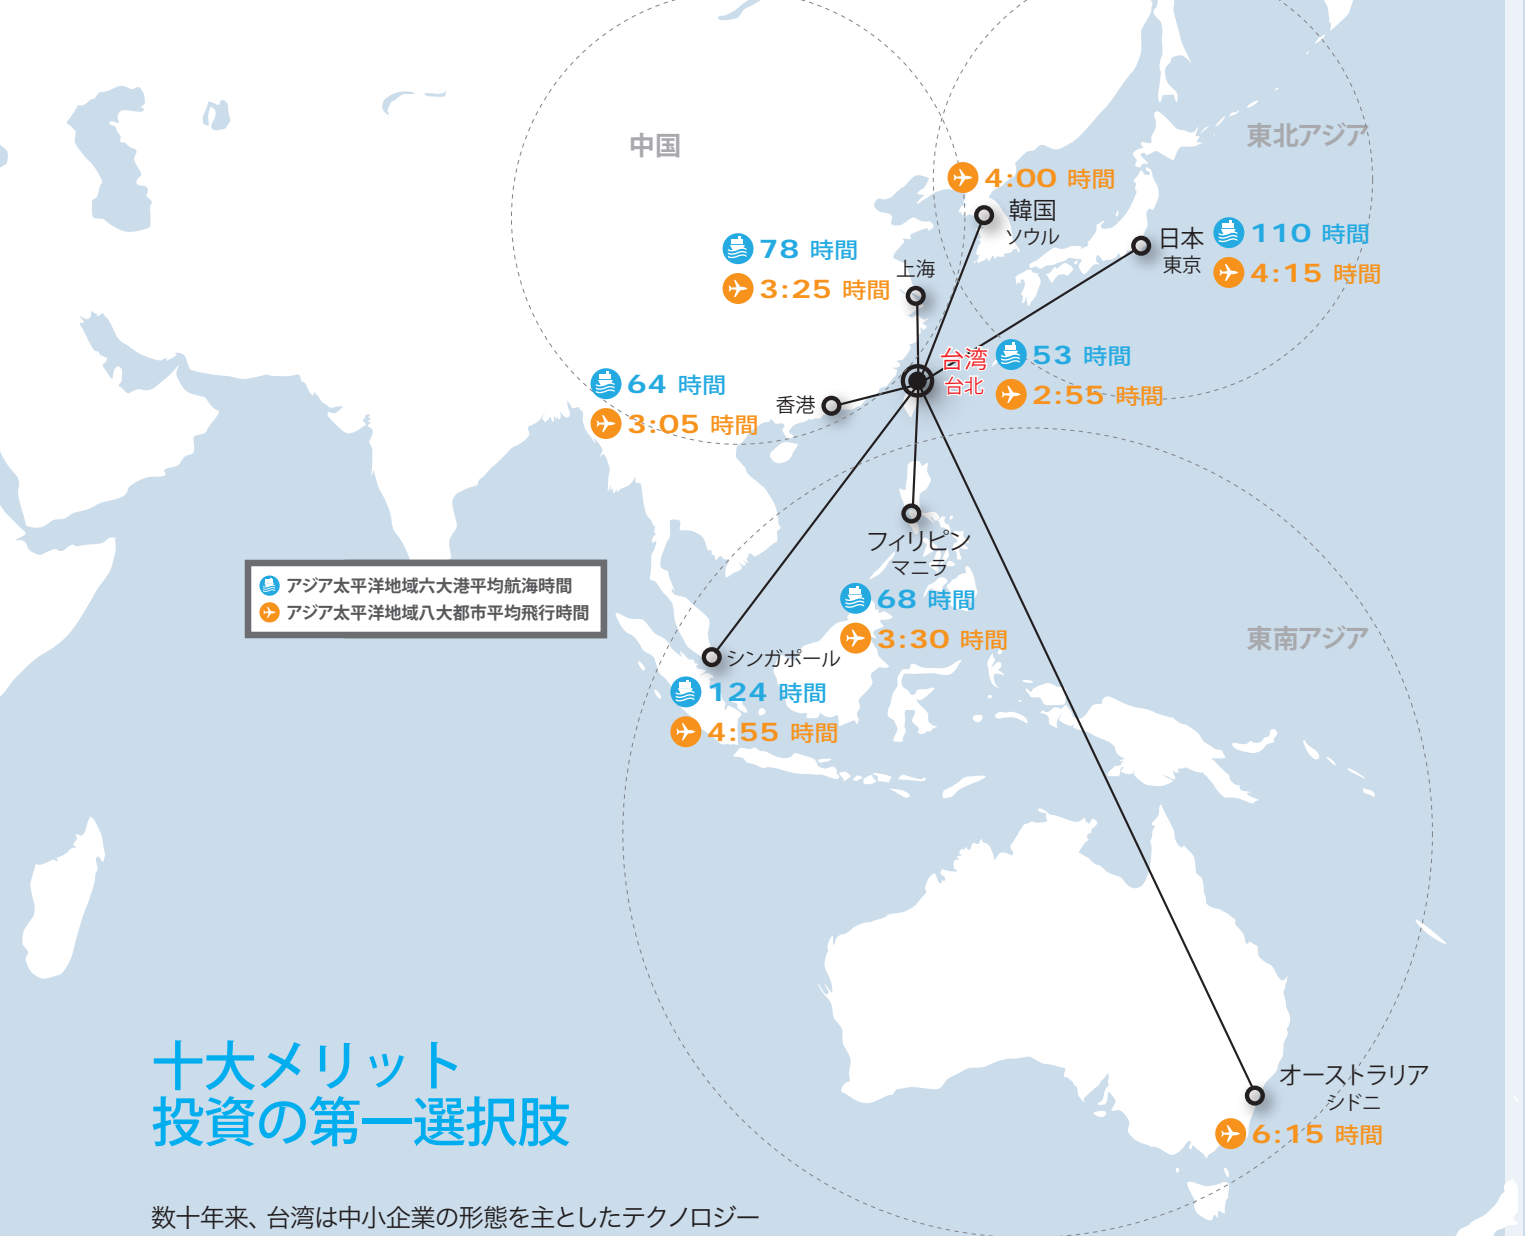 中国
東北アジア
4:00 時間
韓国
ソウル
日本
東京
110 時間
4:15 時間
78 時間
3:25 時間
上海
台湾
台北
53 時間
2:55 時間
64 時間
3:05 時間
香港
フィリピン
マニラ
68 時間
3:30 時間
アジア太平洋地域六大港平均航海時間
アジア太平洋地域八大都市平均飛行時間
東南アジア
シンガポール
124 時間
4:55 時間
オーストラリア
シドニ
6:15 時間
十大メリット
投資の第一選択肢
数十年来、台湾は中小企業の形態を主としたテクノロジー